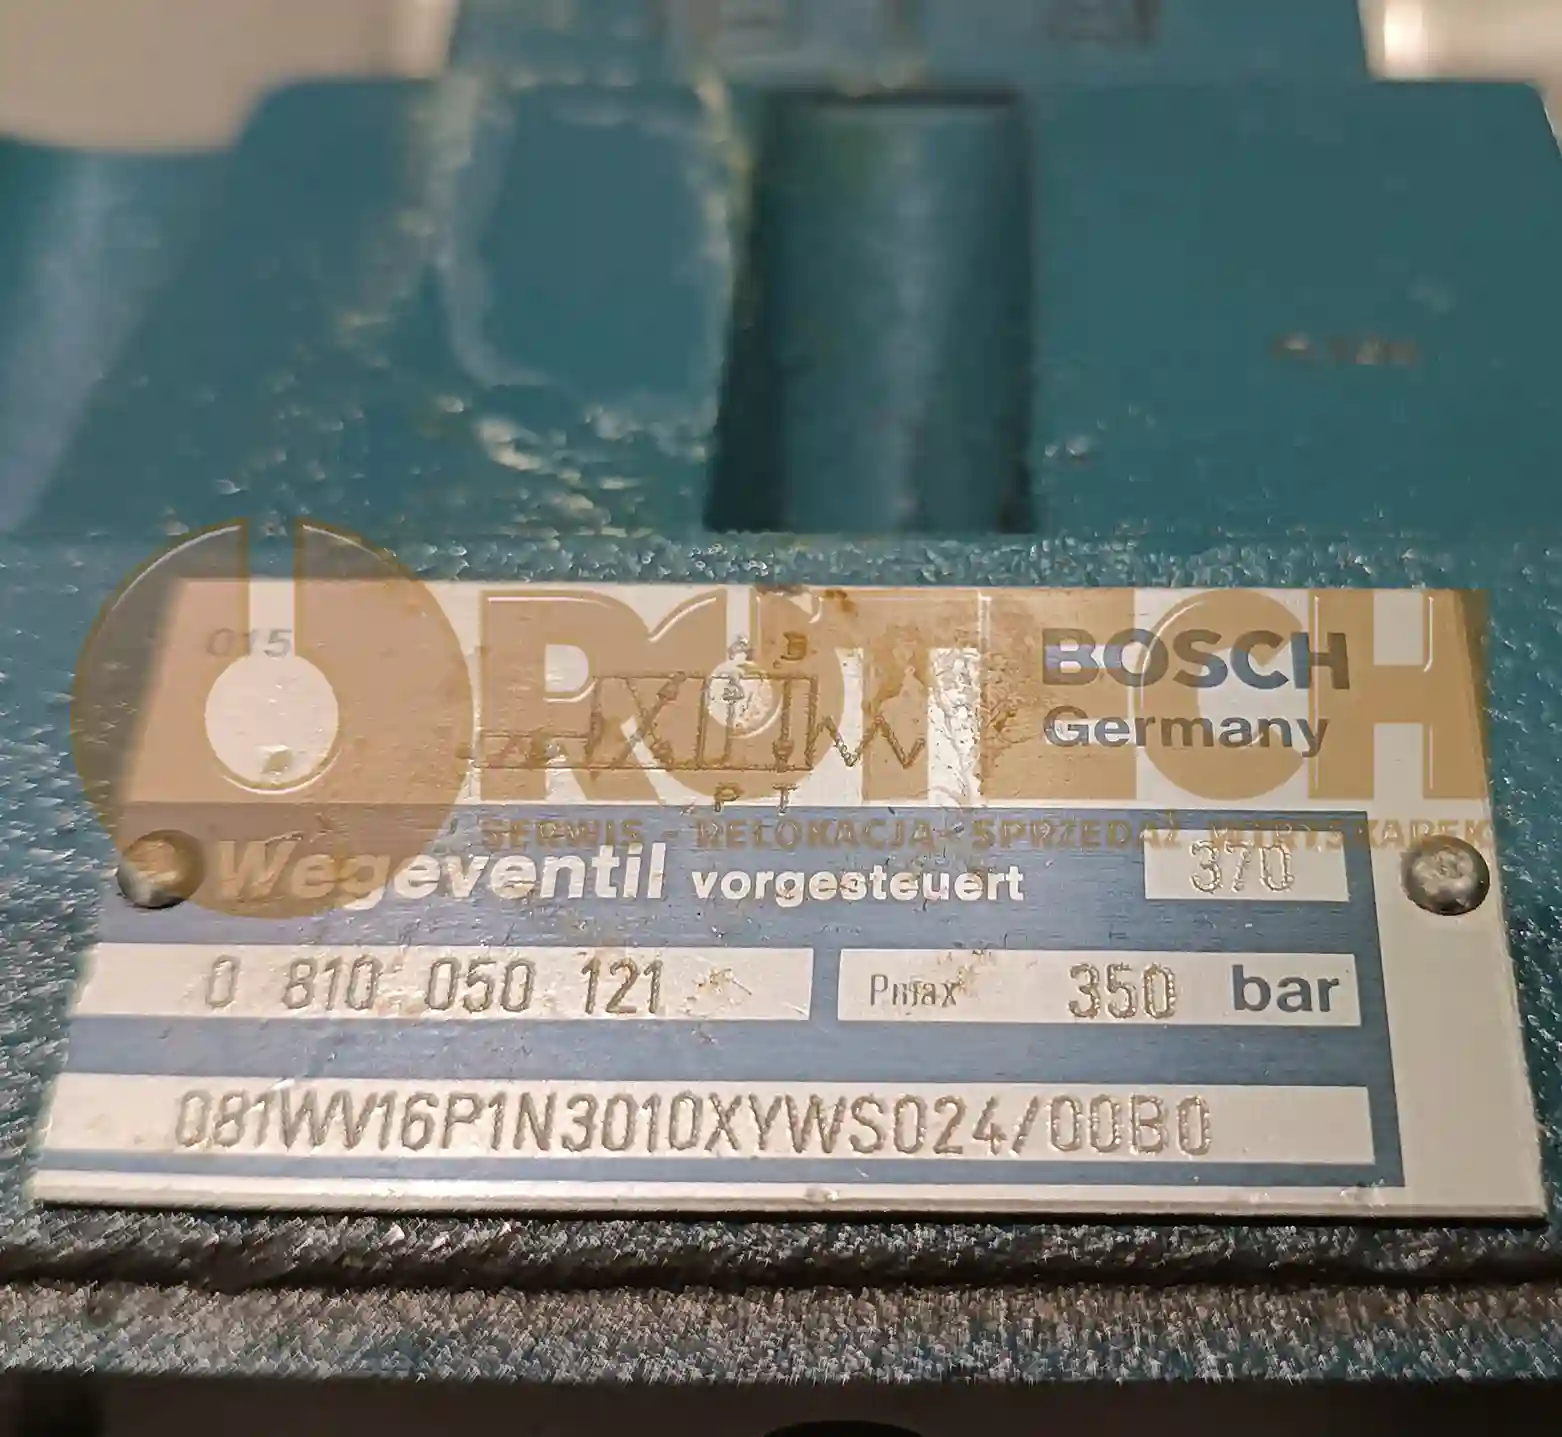 015
A B
BOSCH
Germany
P T
ROTECH
SERWIS - RELOKACJA - SPRZEDAŻ WTRYSKAREK
Wegeventil vorgesteuert
370
0 810 050 121
Pmax 350 bar
081WV16P1N3010XYWS024/00B0